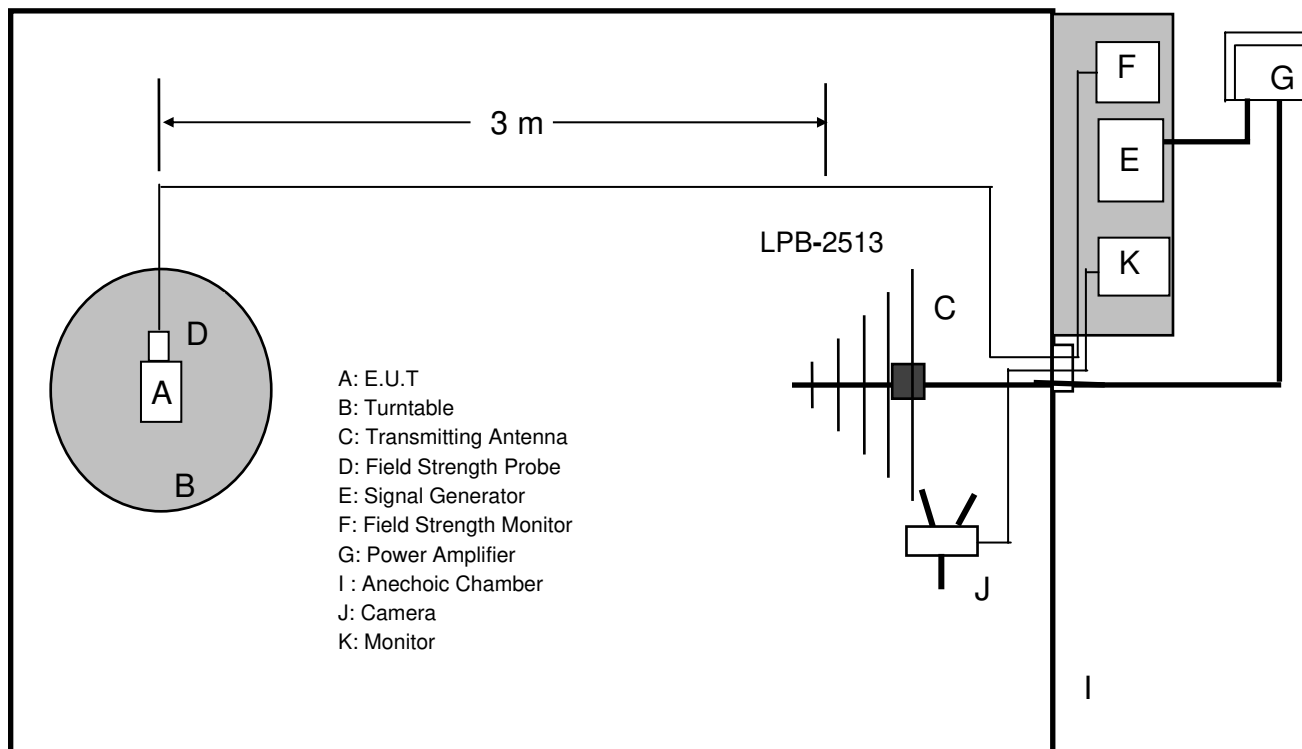 F
G
3 m
E
LPB-2513
K
C
D
A
B
A: E.U.T
B: Turntable
C: Transmitting Antenna
D: Field Strength Probe
E: Signal Generator
F: Field Strength Monitor
G: Power Amplifier
I : Anechoic Chamber
J: Camera
K: Monitor
J
I